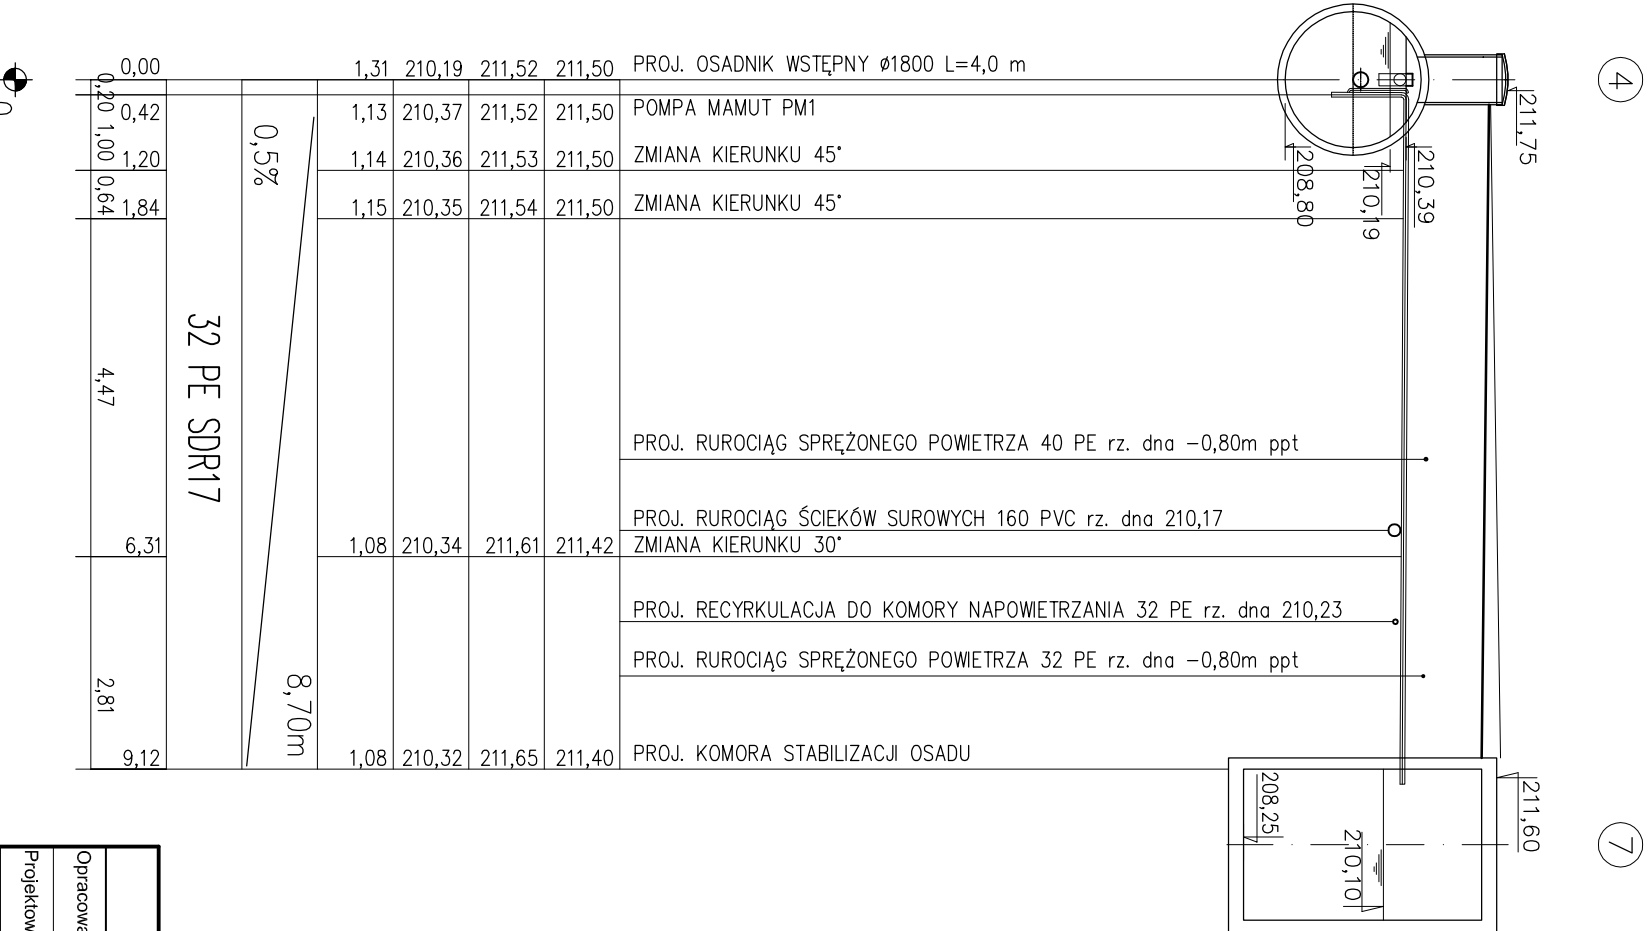 0,00 1,31 210,19 211,52 211,50 PROJ. OSADNIK WSTĘPNY ø1800 L=4,0 m
0,20 0,42 1,13 210,37 211,52 211,50 POMPA MAMUT PM1
1,00 1,20 1,14 210,36 211,53 211,50 ZMIANA KIERUNKU 45°
0,64 1,84 1,15 210,35 211,54 211,50 ZMIANA KIERUNKU 45°
4,47
PROJ. RUROCIĄG SPRĘŻONEGO POWIETRZA 40 PE rz. dna -0,80m ppt
PROJ. RUROCIĄG ŚCIEKÓW SUROWYCH 160 PVC rz. dna 210,17
6,31 1,08 210,34 211,61 211,42 ZMIANA KIERUNKU 30°
PROJ. RECYRKULACJA DO KOMORY NAPOWIETRZANIA 32 PE rz. dna 210,23
PROJ. RUROCIĄG SPRĘŻONEGO POWIETRZA 32 PE rz. dna -0,80m ppt
2,81
9,12 1,08 210,32 211,65 211,40 PROJ. KOMORA STABILIZACJI OSADU
32 PE SDR17
0,5%
8,70m
4
211,75
210,39
210,19
208,80
7
211,60
210,10
208,25
Opracowa
Projektow